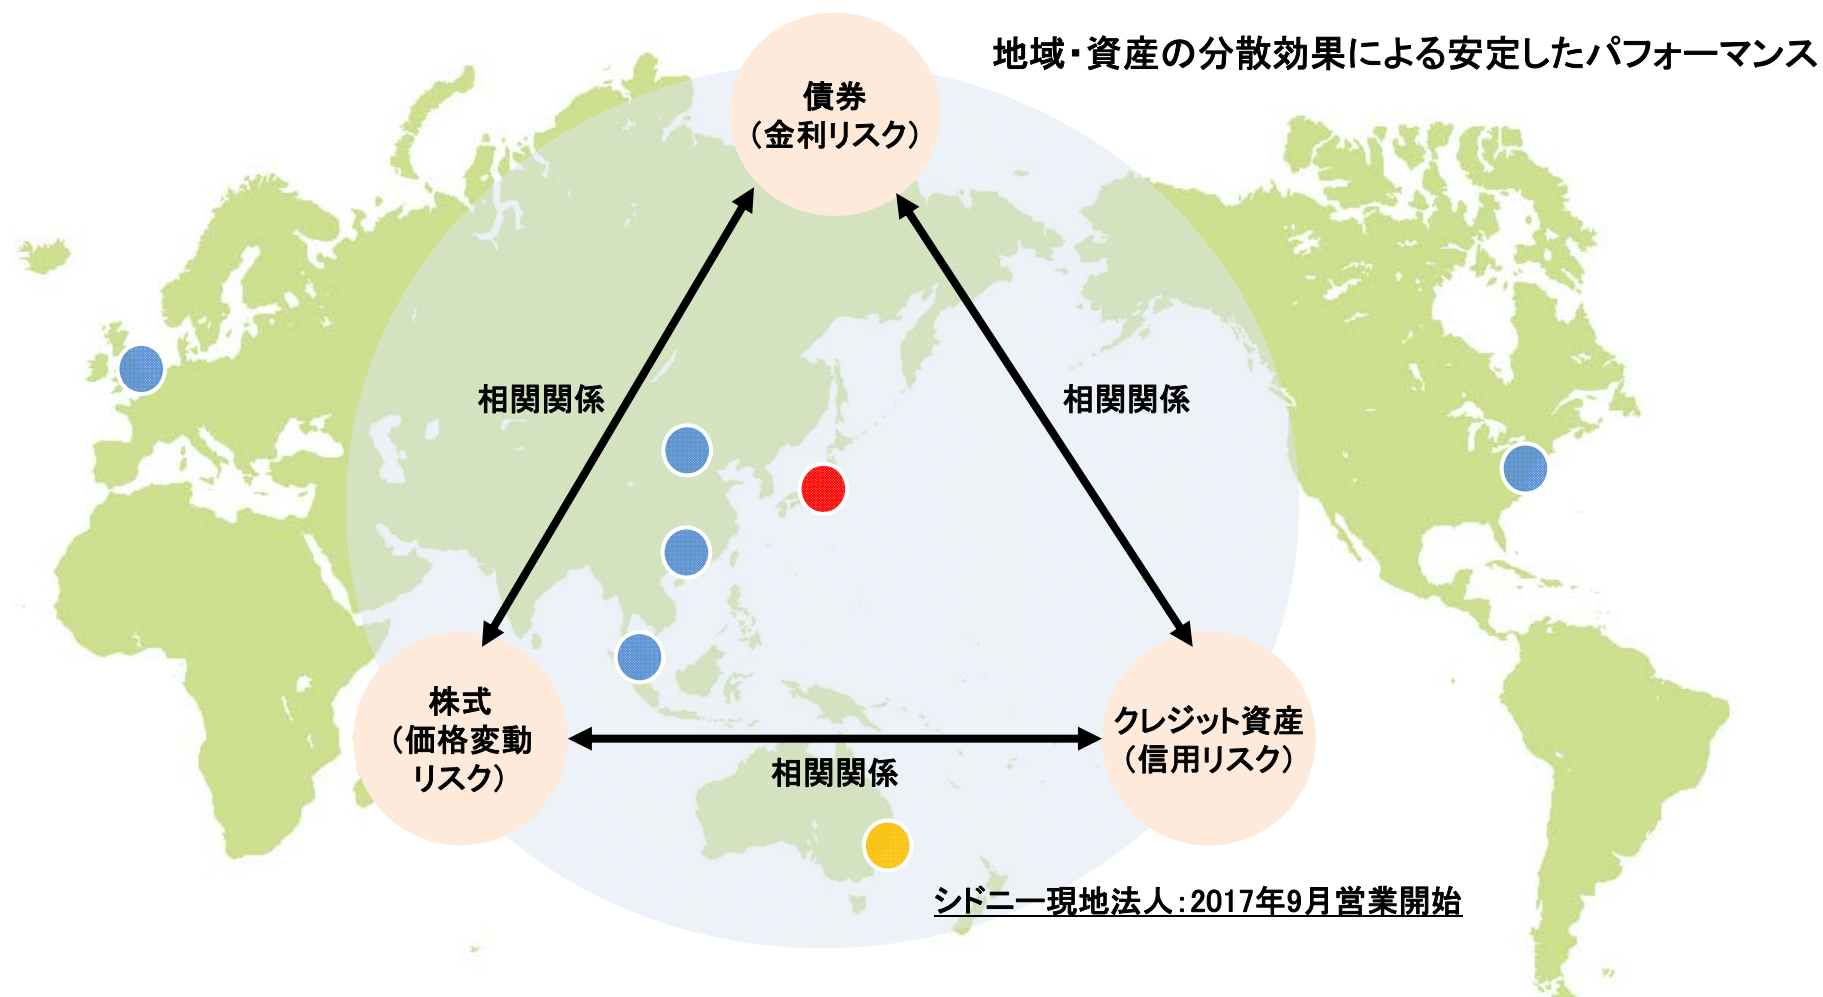 地域・資産の分散効果による安定したパフォーマンス
債券
（金利リスク）
相関関係
相関関係
株式
（価格変動
リスク）
クレジット資産
（信用リスク）
相関関係
シドニー現地法人：2017年9月営業開始